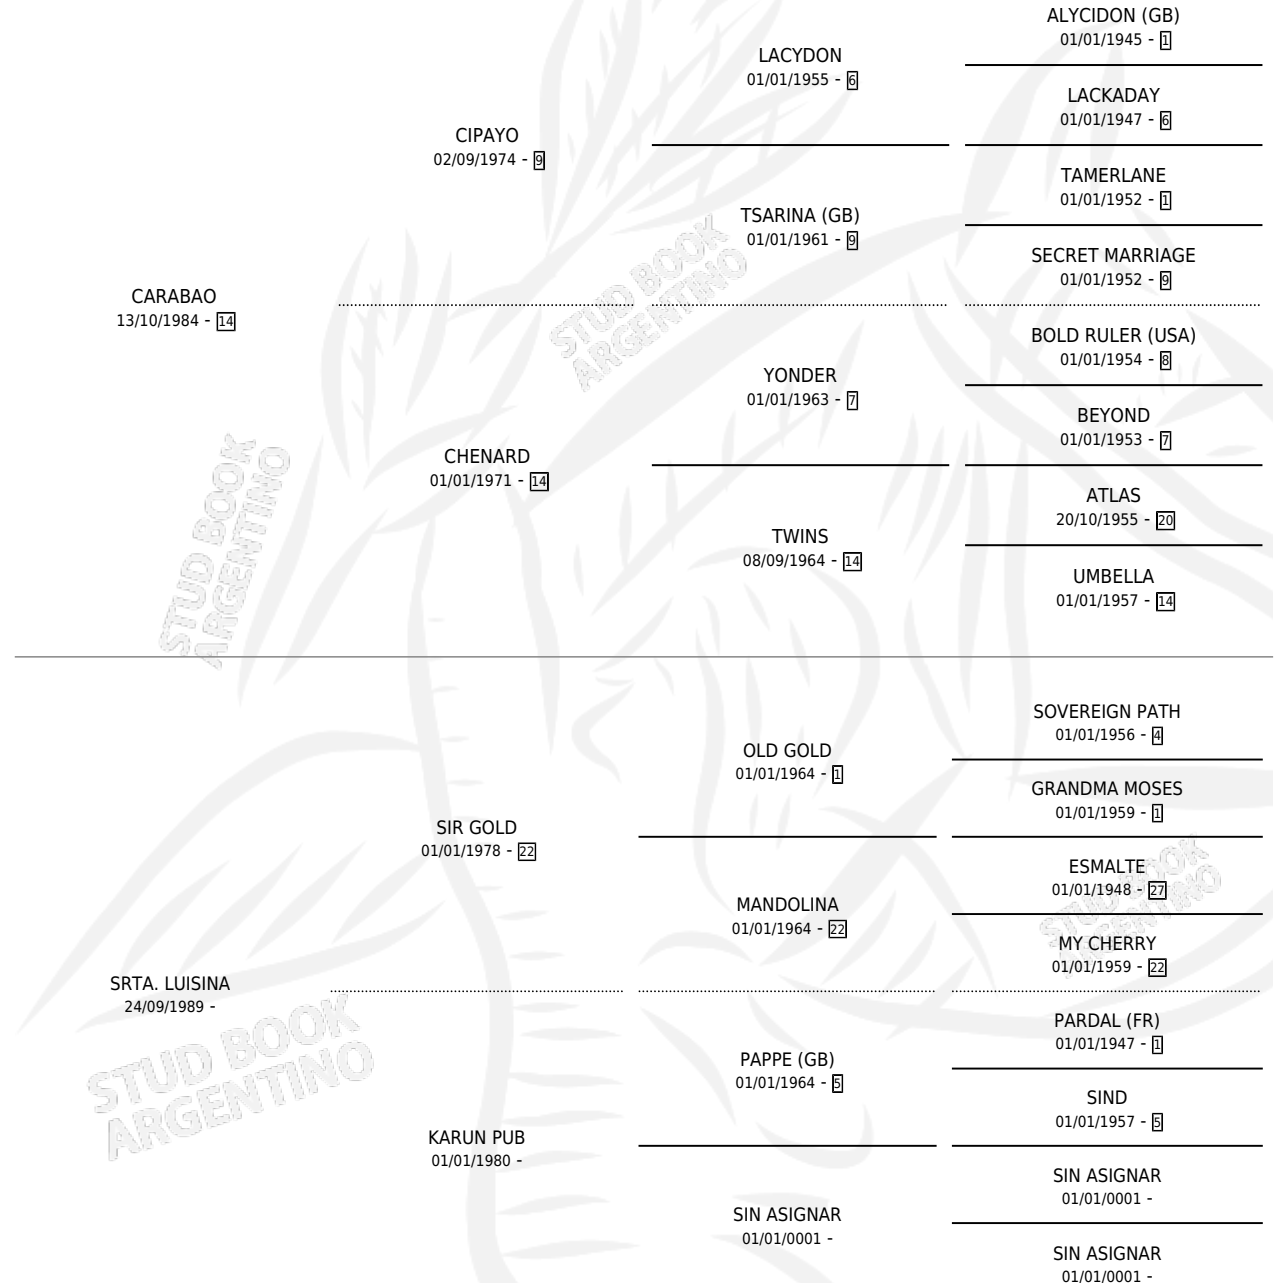 ALYCIDON (GB)
01/01/1945 - 1
LACYDON
01/01/1955 - 6
LACKADAY
01/01/1947 - 6
CIPAYO
02/09/1974 - 9
TAMERLANE
01/01/1952 - 1
TSARINA (GB)
01/01/1961 - 9
SECRET MARRIAGE
01/01/1952 - 9
CARABAO
13/10/1984 - 14
STUD BOOK
ARGENTINO
BOLD RULER (USA)
01/01/1954 - 8
YONDER
01/01/1963 - 7
BEYOND
01/01/1953 - 7
CHENARD
01/01/1971 - 14
ATLAS
20/10/1955 - 20
TWINS
08/09/1964 - 14
UMBELLA
01/01/1957 - 14
STUD BOOK
ARGENTINO
SOVEREIGN PATH
01/01/1956 - 4
OLD GOLD
01/01/1964 - 1
GRANDMA MOSES
01/01/1959 - 1
SIR GOLD
01/01/1978 - 22
ESMALTE
01/01/1948 - 27
MANDOLINA
01/01/1964 - 22
MY CHERRY
01/01/1959 - 22
STUD BOOK
ARGENTINO
SRTA. LUISINA
24/09/1989 -
PARDAL (FR)
01/01/1947 - 1
PAPPE (GB)
01/01/1964 - 5
SIND
01/01/1957 - 5
STUD BOOK
ARGENTINO
KARUN PUB
01/01/1980 -
SIN ASIGNAR
01/01/0001 -
SIN ASIGNAR
01/01/0001 -
SIN ASIGNAR
01/01/0001 -